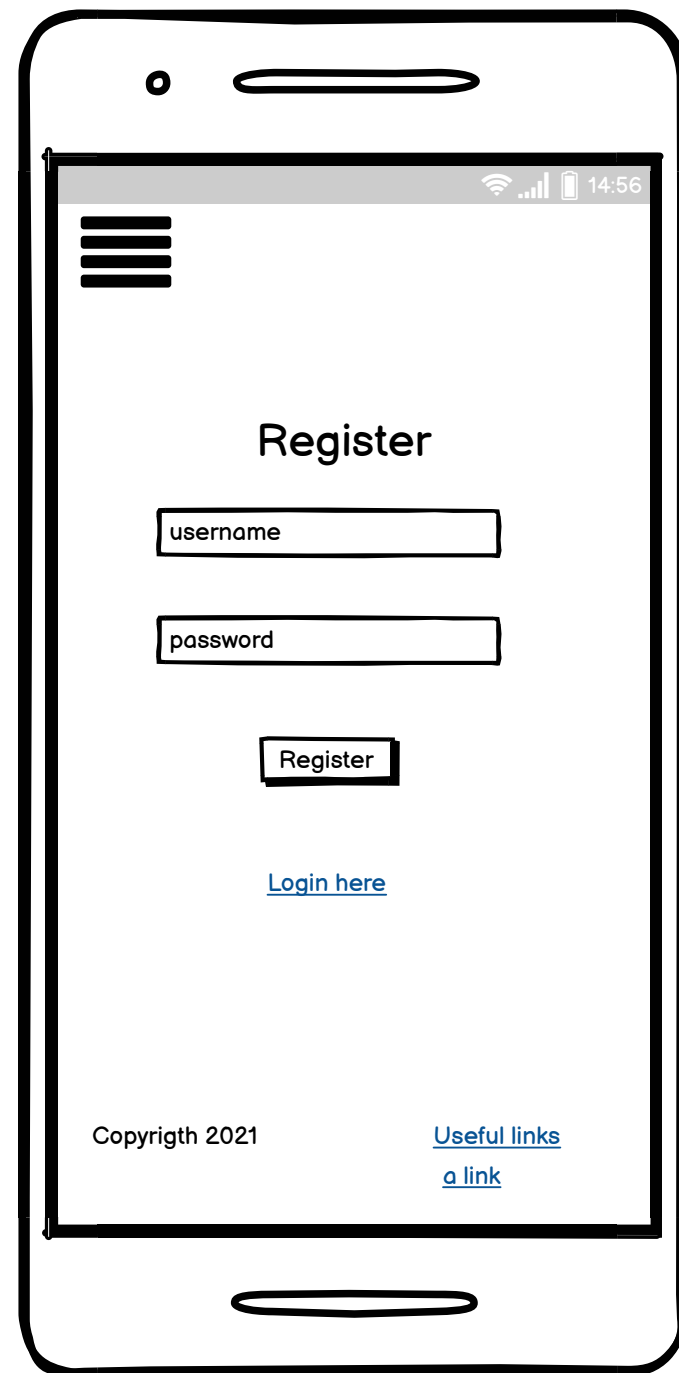 14:56
Register
username
password
Register
Login here
Copyrigth 2021
Useful links
a link